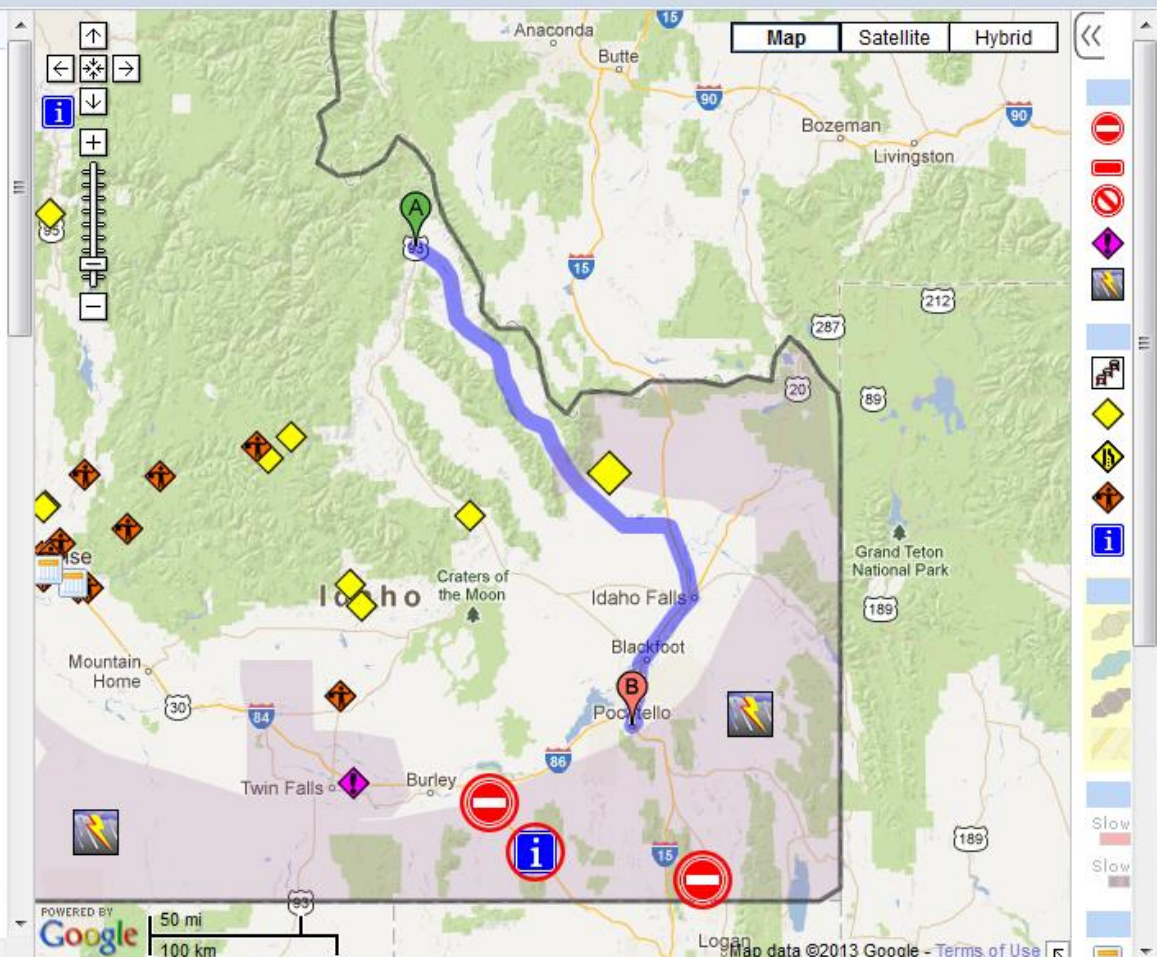 15
Anaconda
Map
Satellite
Hybrid
Butte
90
90
Bozeman
Livingston
A
95
93
15
212
287
20
89
Grand Teton
National Park
Craters of
the Moon
Idaho
Idaho Falls
189
Blackfoot
Mountain
Home
B
Pocatello
30
84
86
Twin Falls
Burley
15
189
Slow
Slow
93
POWERED BY
Google
50 mi
100 km
Logan
Map data ©2013 Google - Terms of Use